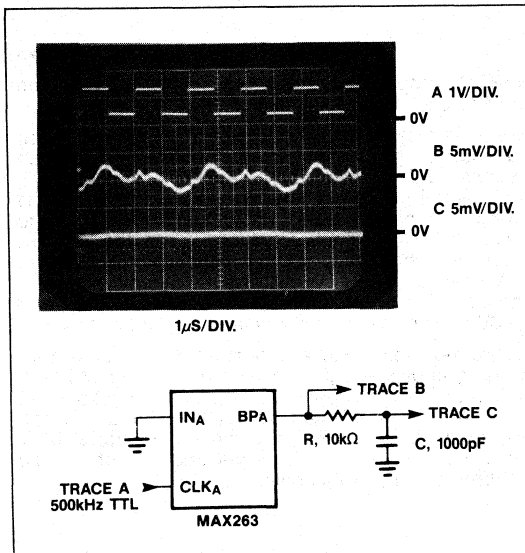 A 1V/DIV.
0V
B 5mV/DIV.
0V
C 5mV/DIV.
0V
1μS/DIV.
INA
BPA
TRACE B
R, 10kΩ
TRACE C
C, 1000pF
TRACE A
500kHz TTL
CLKA
MAX263